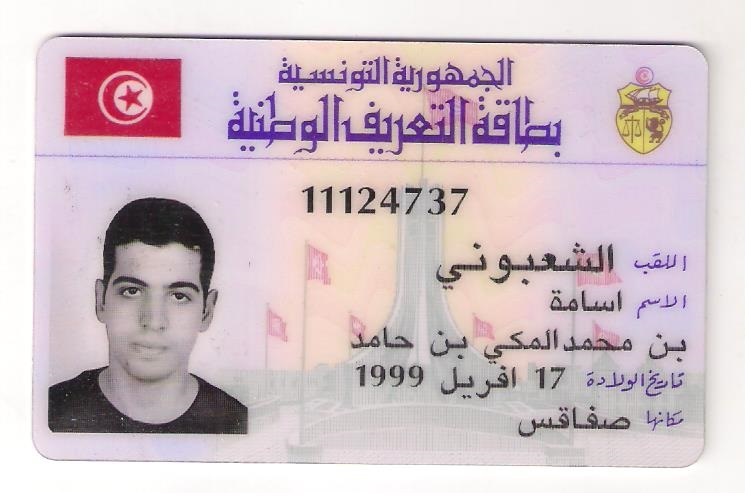 الجمهورية التونسية
بطاقة التعريف الوطنية
11124737
اللقب الشعبوني
الاسم اسامة
بن محمد المكي بن حامد
تاريخ الولادة 17 افريل 1999
مكانها صفاقس